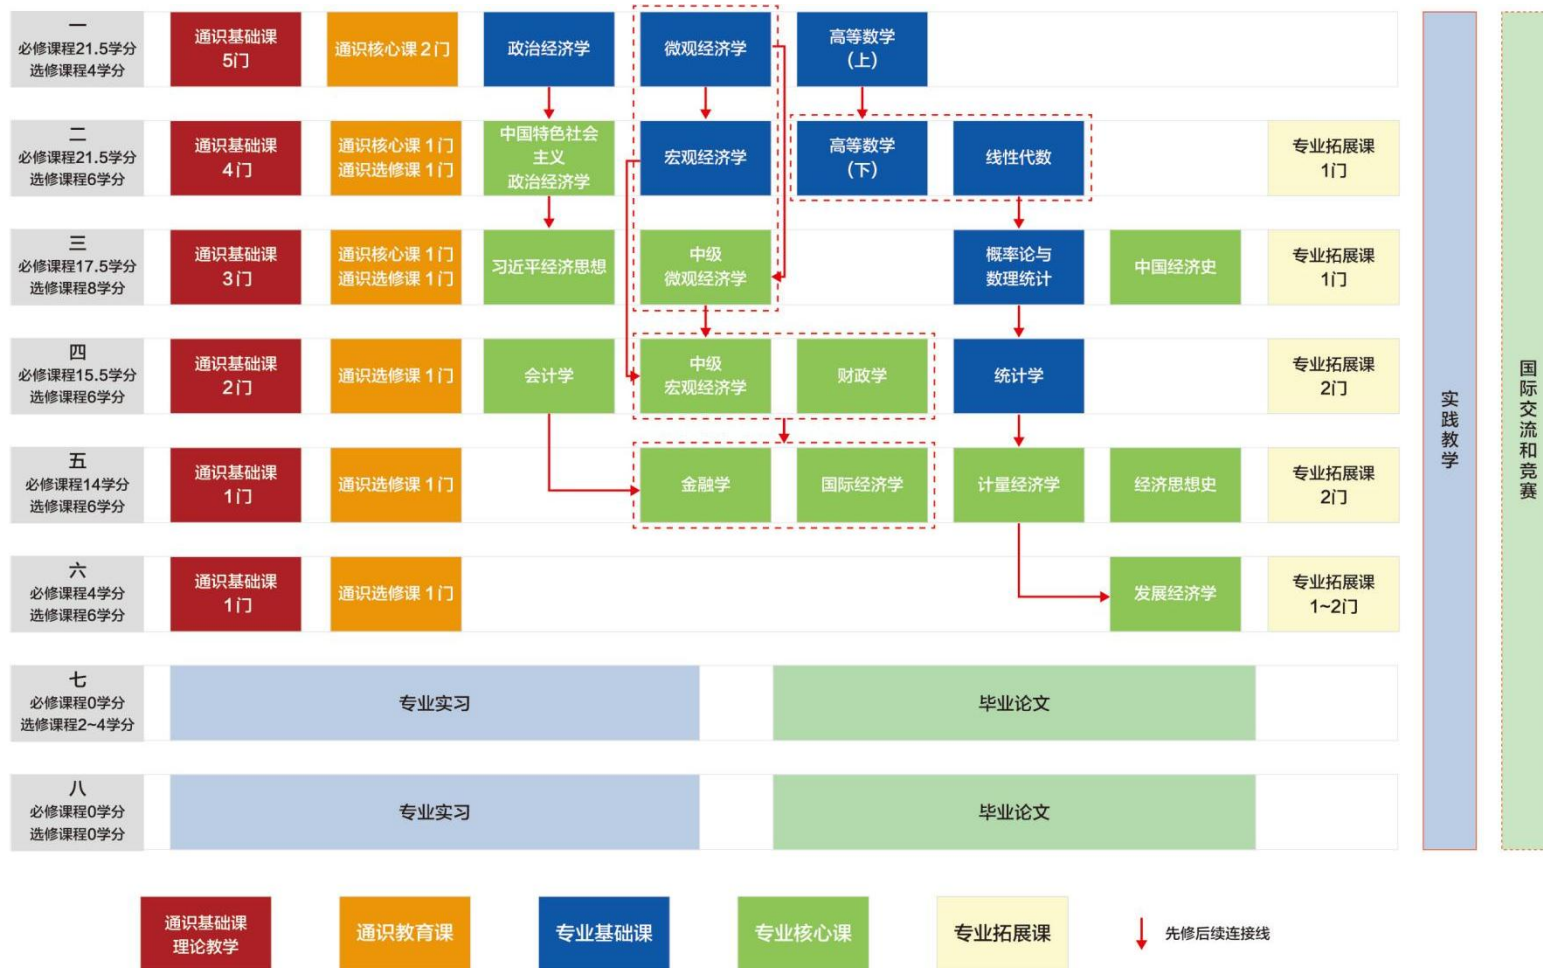 一
必修课程21.5学分
选修课程4学分
通识基础课
5门
通识核心课 2 门
政治经济学
微观经济学
高等数学
(上)
二
必修课程21.5学分
选修课程6学分
通识基础课
4门
通识核心课 1 门
通识选修课 1 门
中国特色社会
主义
政治经济学
宏观经济学
高等数学
(下)
线性代数
专业拓展课
1门
三
必修课程17.5学分
选修课程8学分
通识基础课
3门
通识核心课 1 门
通识选修课 1 门
习近平经济思想
中级
微观经济学
概率论与
数理统计
中国经济史
专业拓展课
1门
四
必修课程15.5学分
选修课程6学分
通识基础课
2门
通识选修课 1 门
会计学
中级
宏观经济学
财政学
统计学
专业拓展课
2门
五
必修课程14学分
选修课程6学分
通识基础课
1门
通识选修课 1 门
金融学
国际经济学
计量经济学
经济思想史
专业拓展课
2门
六
必修课程4学分
选修课程6学分
通识基础课
1门
通识选修课 1 门
发展经济学
专业拓展课
1~2门
七
必修课程0学分
选修课程2~4学分
专业实习
毕业论文
八
必修课程0学分
选修课程0学分
专业实习
毕业论文
实践教学
国际交流和竞赛
通识基础课
理论教学
通识教育课
专业基础课
专业核心课
专业拓展课
先修后续连接线